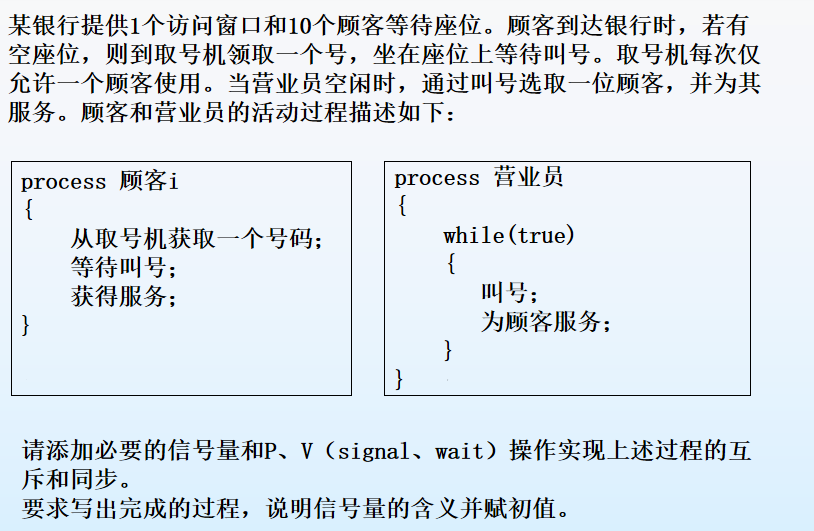 某银行提供1个访问窗口和10个顾客等待座位。顾客到达银行时，若有
空座位，则到取号机领取一个号，坐在座位上等待叫号。取号机每次仅
允许一个顾客使用。当营业员空闲时，通过叫号选取一位顾客，并为其
服务。顾客和营业员的活动过程描述如下：
process 顾客i
{
从取号机获取一个号码；
等待叫号；
获得服务；
}
process 营业员
{
while(true)
{
叫号；
为顾客服务；
}
}
请添加必要的信号量和P、V（signal、wait）操作实现上述过程的互
斥和同步。
要求写出完成的过程，说明信号量的含义并赋初值。